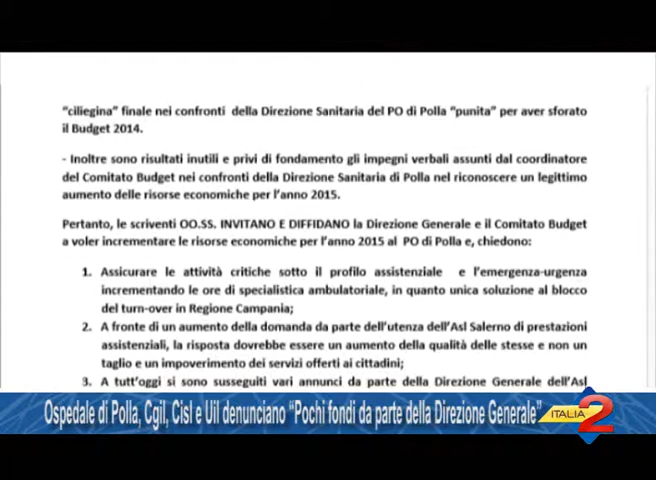 “ciliegina” finale nei confronti della Direzione Sanitaria del PO di Polla “punita” per aver sforato
il Budget 2014.
- Inoltre sono risultati inutili e privi di fondamento gli impegni verbali assunti dal coordinatore
del Comitato Budget nei confronti della Direzione Sanitaria di Polla nel riconoscere un legittimo
aumento delle risorse economiche per l’anno 2015.
Pertanto, le scriventi OO.SS. INVITANO E DIFFIDANO la Direzione Generale e il Comitato Budget
a voler incrementare le risorse economiche per l’anno 2015 al PO di Polla e, chiedono:
1. Assicurare le attività critiche sotto il profilo assistenziale e l’emergenza-urgenza
incrementando le ore di specialistica ambulatoriale, in quanto unica soluzione al blocco
del turn-over in Regione Campania;
2. A fronte di un aumento della domanda da parte dell’utenza dell’Asl Salerno di prestazioni
assistenziali, la risposta dovrebbe essere un aumento della qualità delle stesse e non un
taglio e un impoverimento dei servizi offerti ai cittadini;
3. A tutt’oggi si sono susseguiti vari annunci da parte della Direzione Generale dell’Asl
Ospedale di Polla, Cgil, Cisl e Uil denunciano “Pochi fondi da parte della Direzione Generale”
ITALIA 2